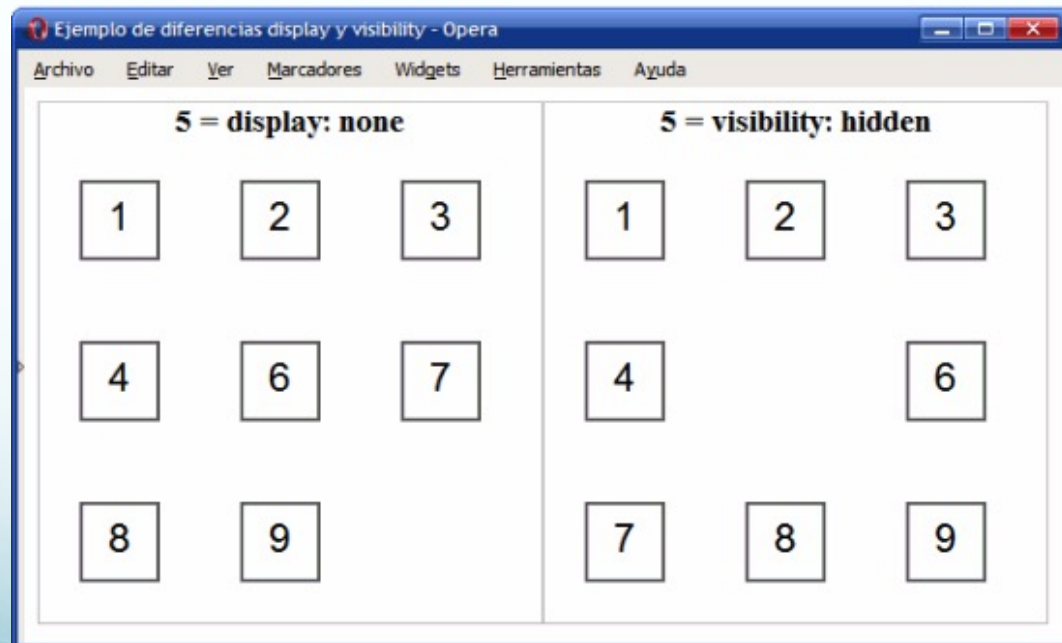 Ejemplo de diferencias display y visibility - Opera
Archivo Editar Ver Marcadores Widgets Herramientas Ayuda
5 = display: none
1 2 3
4 6 7
8 9
5 = visibility: hidden
1 2 3
4 6
7 8 9